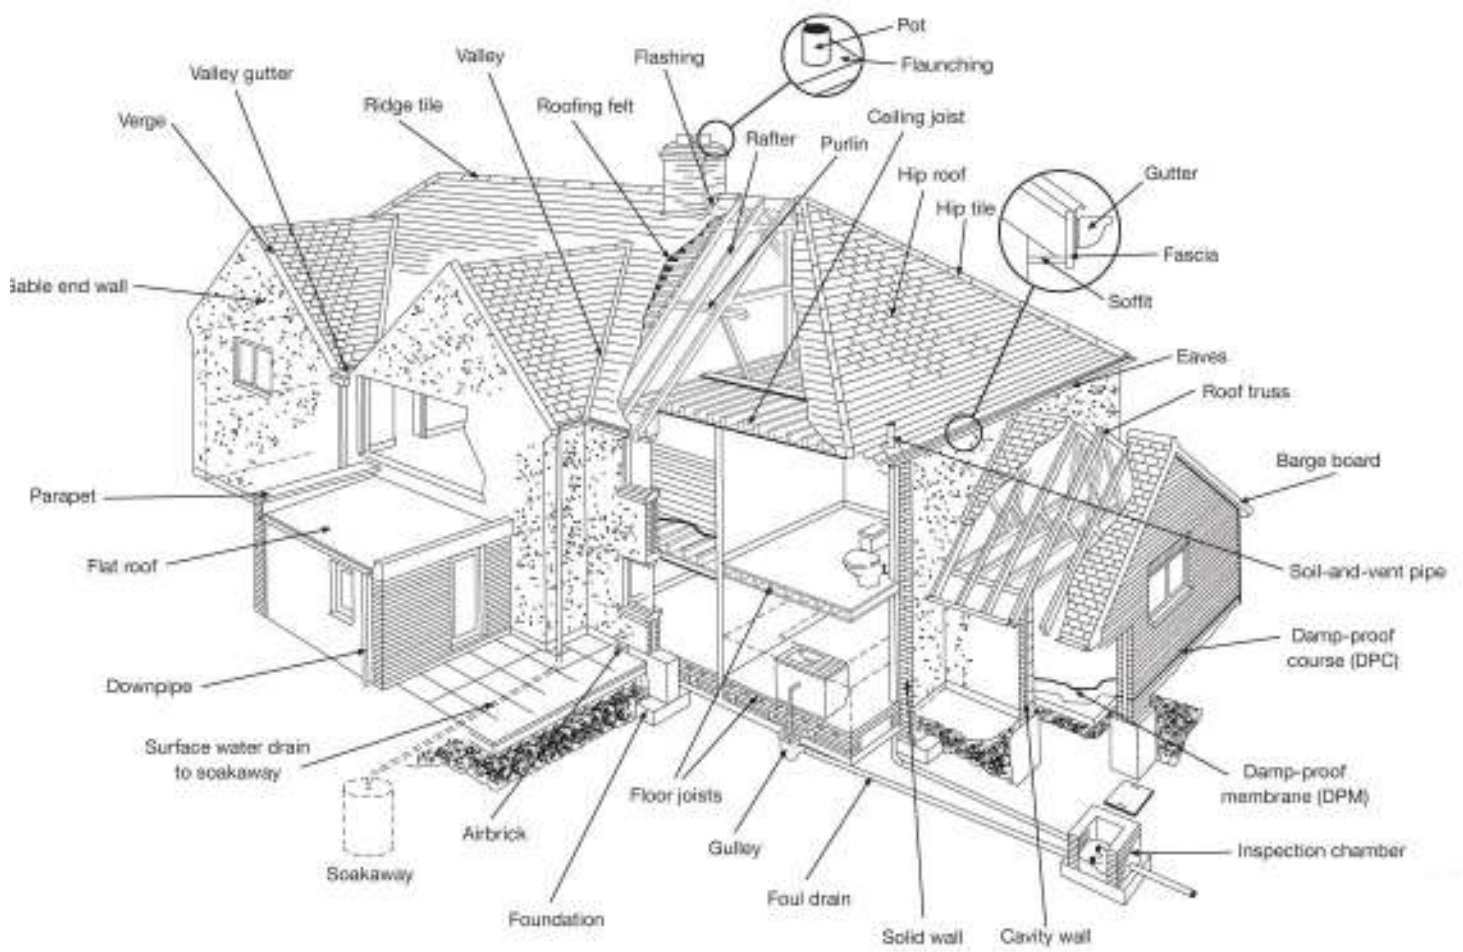 Pot
Flaunching
Valley
Flashing
Valley gutter
Ridge tile
Roofing felt
Ceiling joist
Verge
Rafter
Purlin
Hip roof
Gutter
Hip tile
Fascia
able end wall
Soffit
Eaves
Roof truss
Barge board
Parapet
Flat roof
Soil-and-vent pipe
Damp-proof
course (DPC)
Downpipe
Surface water drain
to soakaway
Damp-proof
membrane (DPM)
Floor joists
Airbrick
Gulley
Inspection chamber
Soakaway
Foul drain
Foundation
Solid wall
Cavity wall